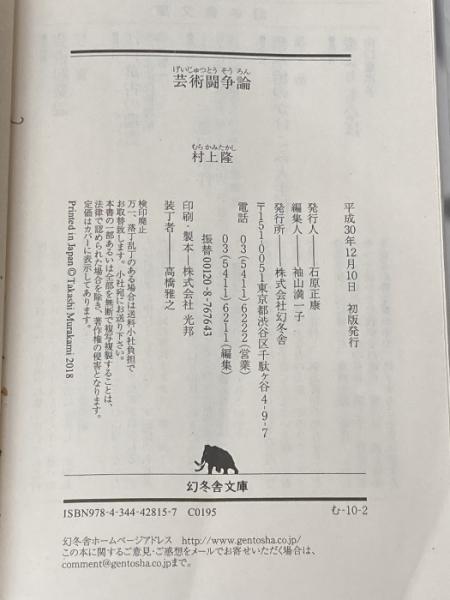 げいじゅつとう そう ろん
芸術闘争論
むら かみ たかし
村上隆
平成30年12月10日 初版発行
発行人――石原正康
編集人――袖山満一子
発行所――株式会社幻冬舎
〒151-0051東京都渋谷区千駄ヶ谷4-9-7
電話 03(5411)6222(営業)
03(5411)6211(編集)
振替00120-8-767643
印刷・製本――株式会社光邦
装丁者――高橋雅之
検印廃止
万一、落丁乱丁のある場合は送料小社負担で
お取替致します。小社宛にお送り下さい。
本書の一部あるいは全部を無断で複写複製することは、
法律で認められた場合を除き、著作権の侵害となります。
定価はカバーに表示してあります。
Printed in Japan © Takashi Murakami 2018
幻冬舎文庫
ISBN978-4-344-42815-7 C0195
む-10-2
幻冬舎ホームページアドレス http://www.gentosha.co.jp/
この本に関するご意見・ご感想をメールでお寄せいただく場合は、
comment@gentosha.co.jpまで。